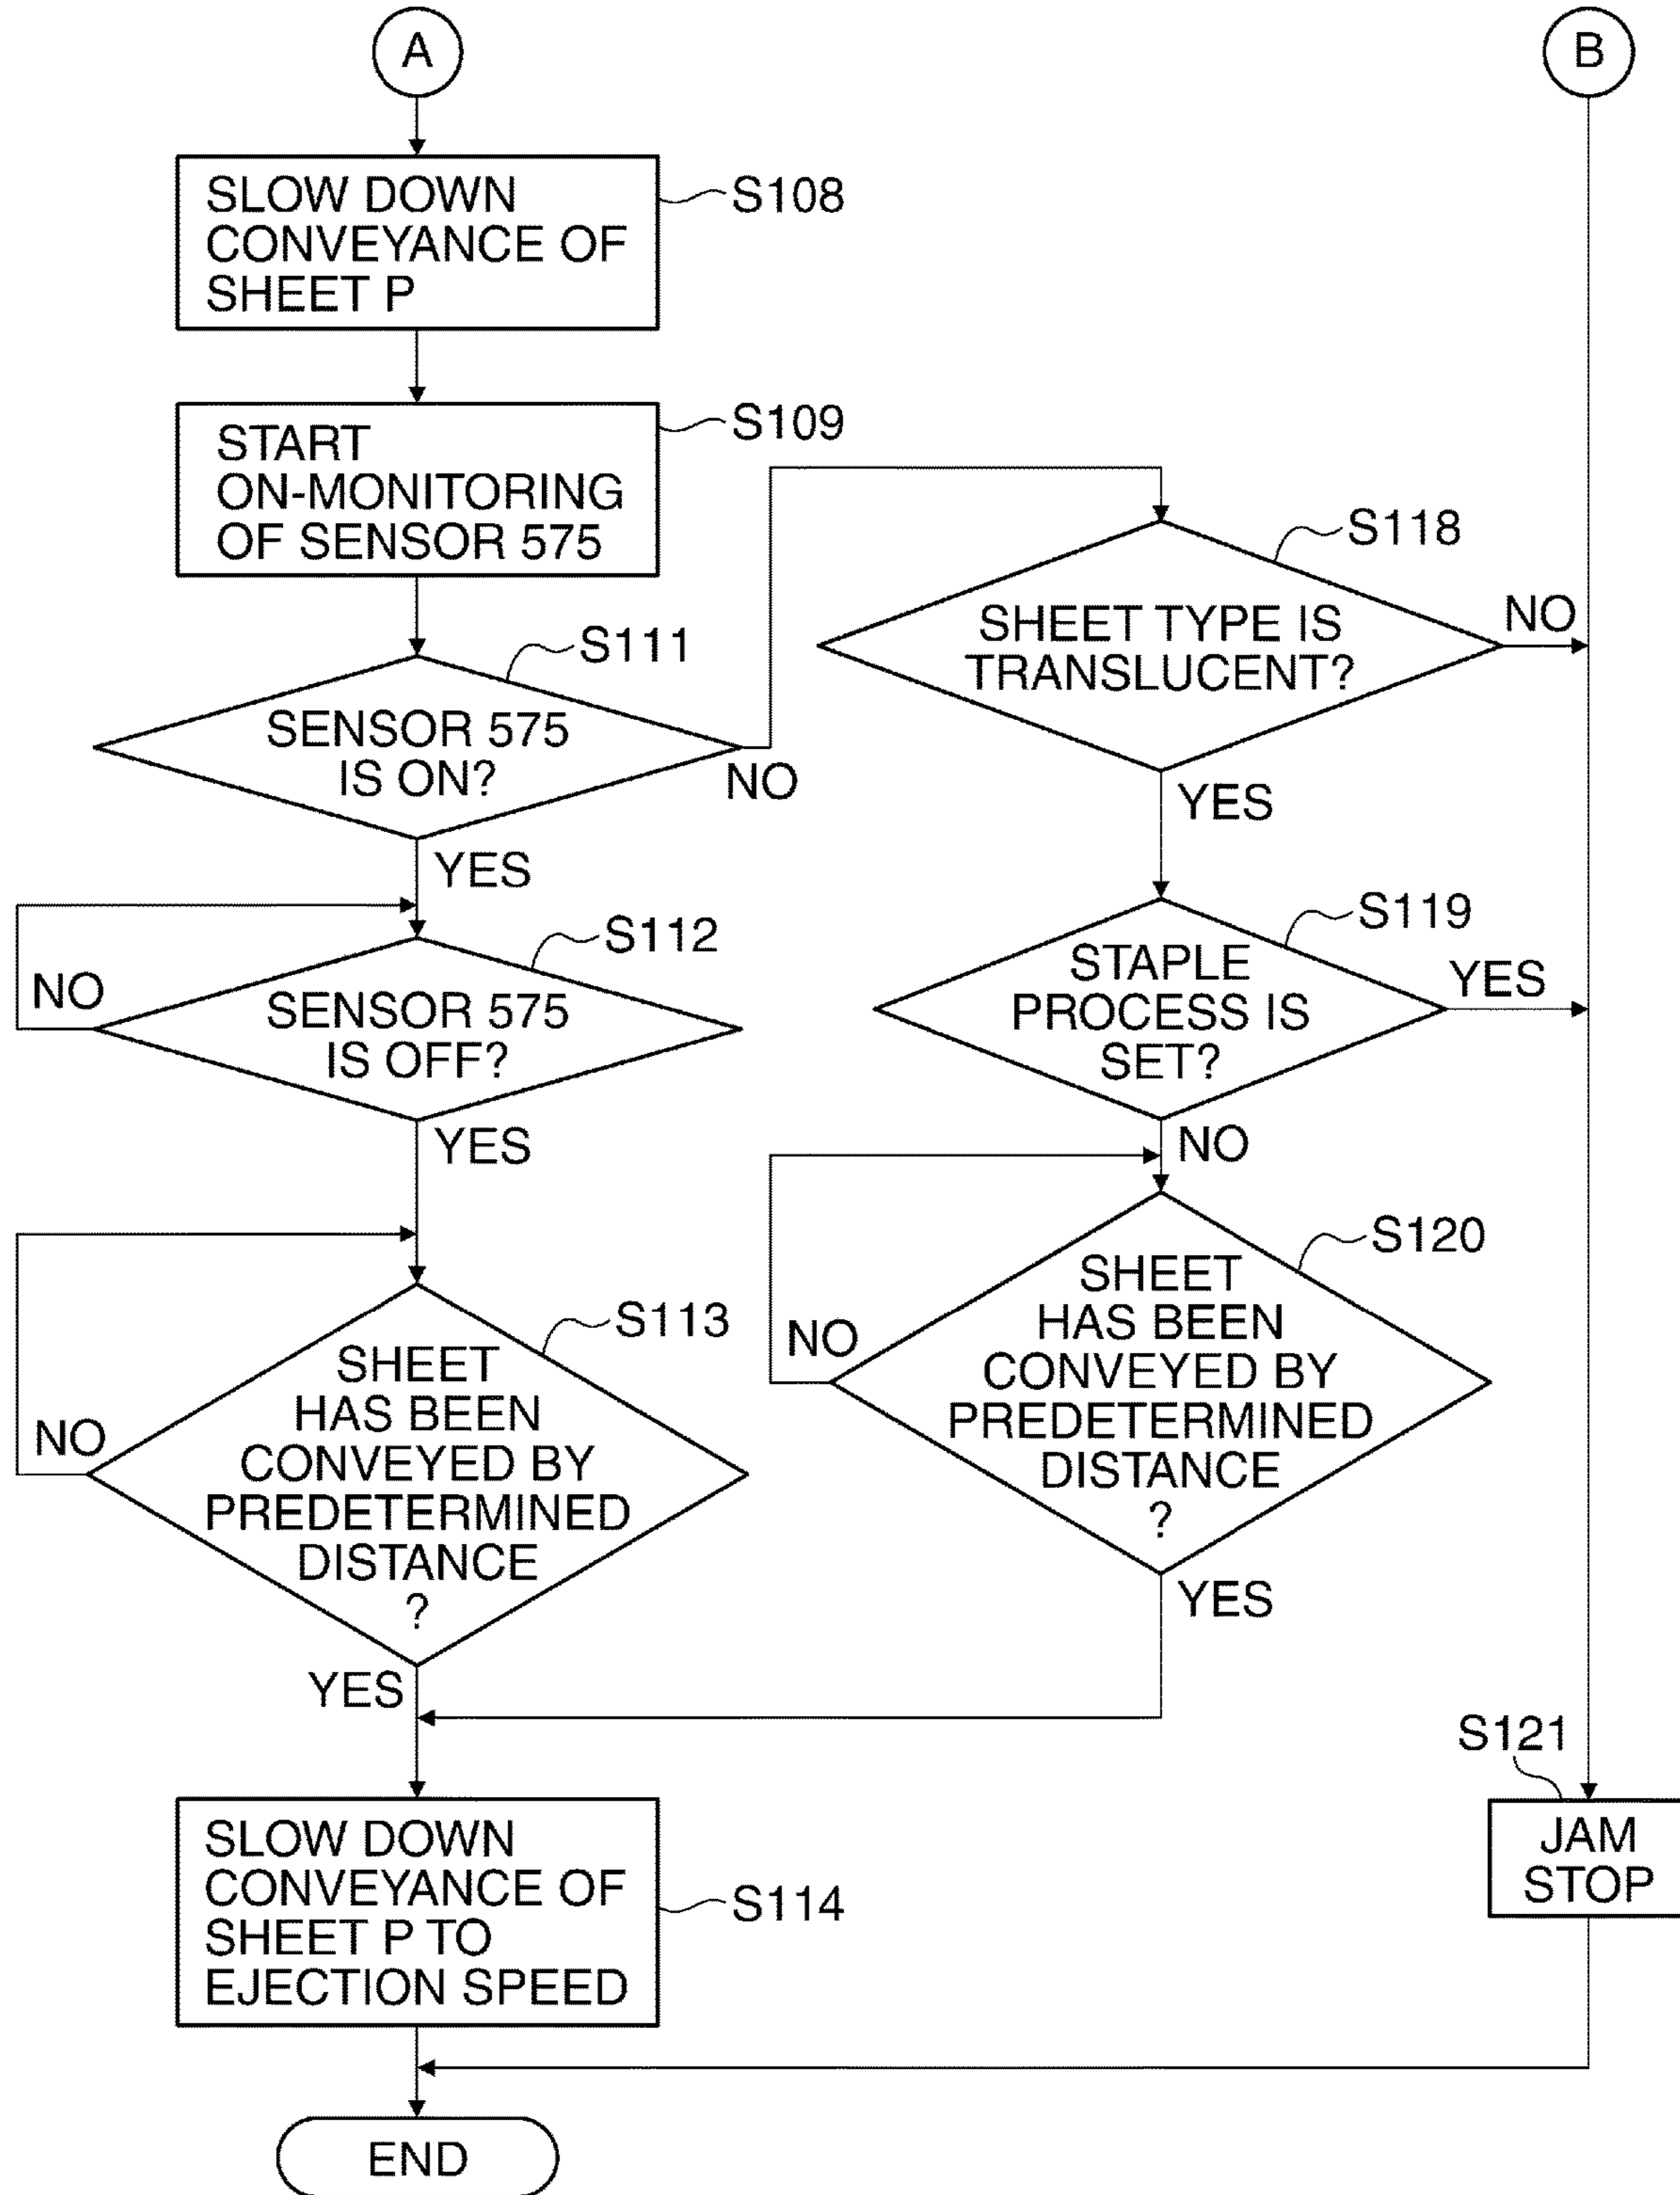 A
B
SLOW DOWN
CONVEYANCE OF
SHEET P
S108
START
ON-MONITORING
OF SENSOR 575
S109
S111
SENSOR 575
IS ON?
NO
YES
S118
SHEET TYPE IS
TRANSLUCENT?
NO
YES
S112
SENSOR 575
IS OFF?
NO
YES
S119
STAPLE
PROCESS IS
SET?
YES
NO
S113
SHEET
HAS BEEN
CONVEYED BY
PREDETERMINED
DISTANCE
?
NO
YES
S120
SHEET
HAS BEEN
CONVEYED BY
PREDETERMINED
DISTANCE
?
NO
YES
S114
SLOW DOWN
CONVEYANCE OF
SHEET P TO
EJECTION SPEED
S121
JAM
STOP
END